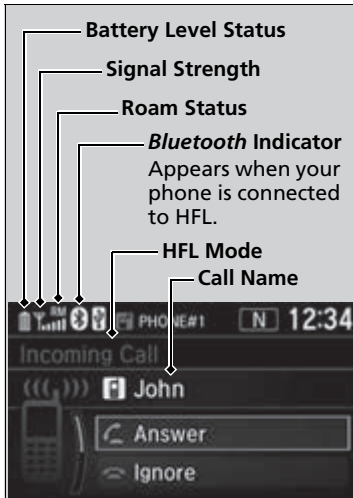 Battery Level Status
Signal Strength
Roam Status
Bluetooth Indicator
Appears when your
phone is connected
to HFL.
HFL Mode
Call Name
RM PHONE#1 N 12:34
Incoming Call
John
Answer
Ignore